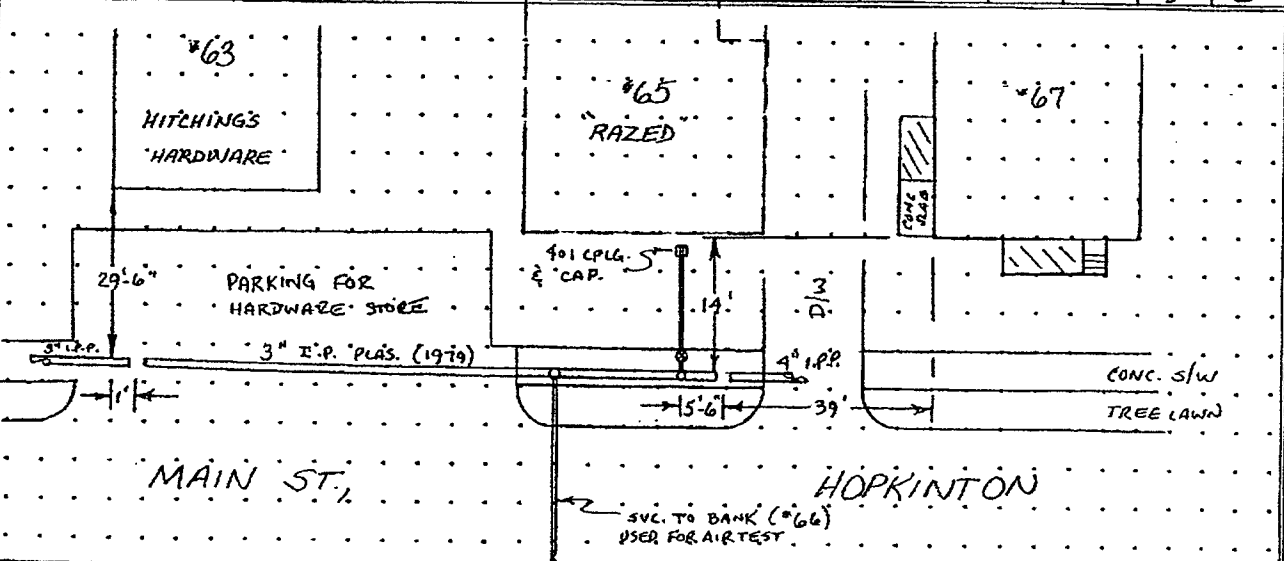 #63
HITCHING'S
HARDWARE
#65
"RAZED"
#67
CONC
SLAB
401 CPLG.
& CAP.
29'-6"
PARKING FOR
HARDWARE STORE
14'
D/W
3" I.P.P.
3" I.P. PLAS. (1979)
4" I.P.P.
CONC. S/W
1'
5'-6"
39'
TREE LAWN
MAIN ST.,
HOPKINTON
SVC. TO BANK (#66)
USED FOR AIR TEST